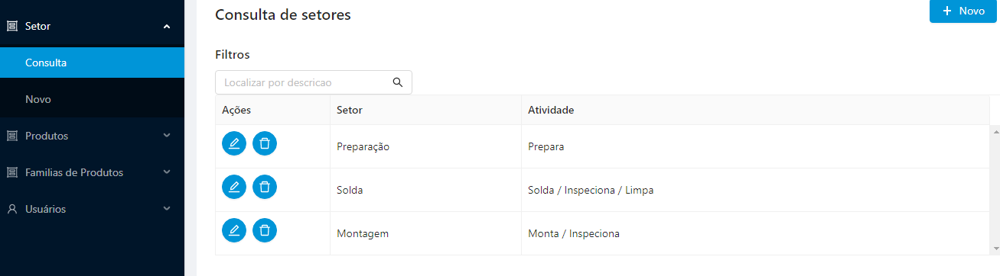 Setor
Consulta
Novo
Produtos
Familias de Produtos
Usuários
Consulta de setores
+ Novo
Filtros
Localizar por descricao
Ações Setor Atividade
Preparação Prepara
Solda Solda / Inspeciona / Limpa
Montagem Monta / Inspeciona